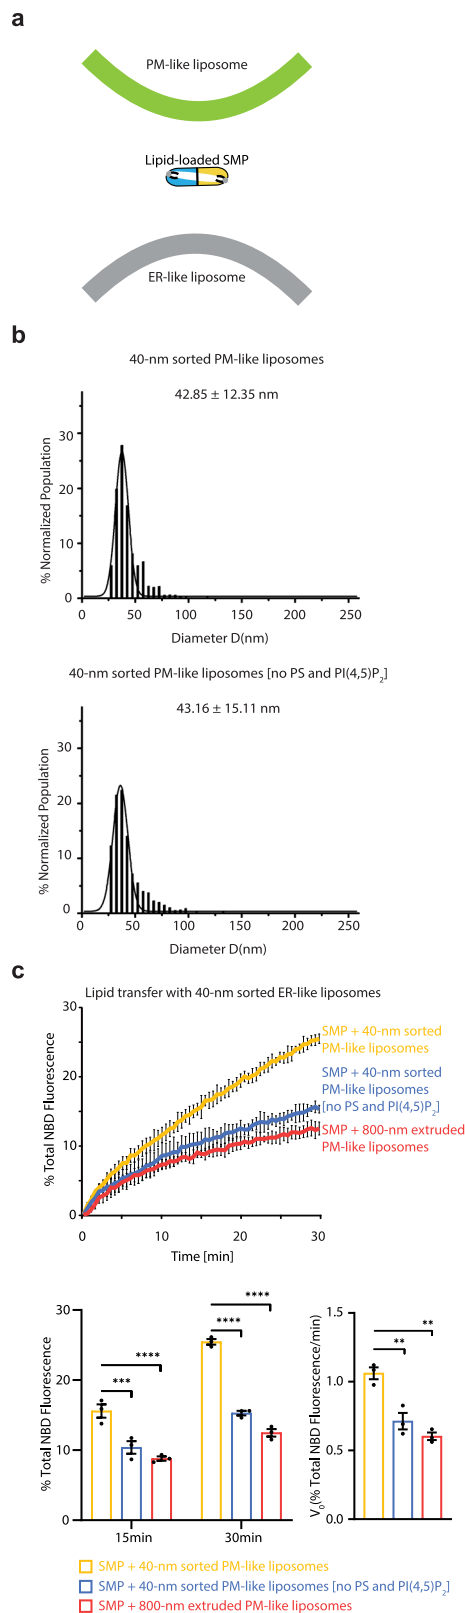 a
PM-like liposome
Lipid-loaded SMP
ER-like liposome
b
40-nm sorted PM-like liposomes
42.85 ± 12.35 nm
% Normalized Population
30
20
10
0
0 50 100 150 200 250
Diameter D(nm)
40-nm sorted PM-like liposomes [no PS and PI(4,5)P2]
43.16 ± 15.11 nm
% Normalized Population
30
20
10
0
0 50 100 150 200 250
Diameter D(nm)
c
Lipid transfer with 40-nm sorted ER-like liposomes
% Total NBD Fluorescence
30
20
10
0
0 10 20 30
Time [min]
SMP + 40-nm sorted
PM-like liposomes
SMP + 40-nm sorted
PM-like liposomes
[no PS and PI(4,5)P2]
SMP + 800-nm extruded
PM-like liposomes
% Total NBD Fluorescence
30
20
10
0
*** ****
**** ****
15min 30min
V0(% Total NBD Fluorescence/min)
1.5
1.0
0.5
0.0
**
**
SMP + 40-nm sorted PM-like liposomes
SMP + 40-nm sorted PM-like liposomes [no PS and PI(4,5)P2]
SMP + 800-nm extruded PM-like liposomes